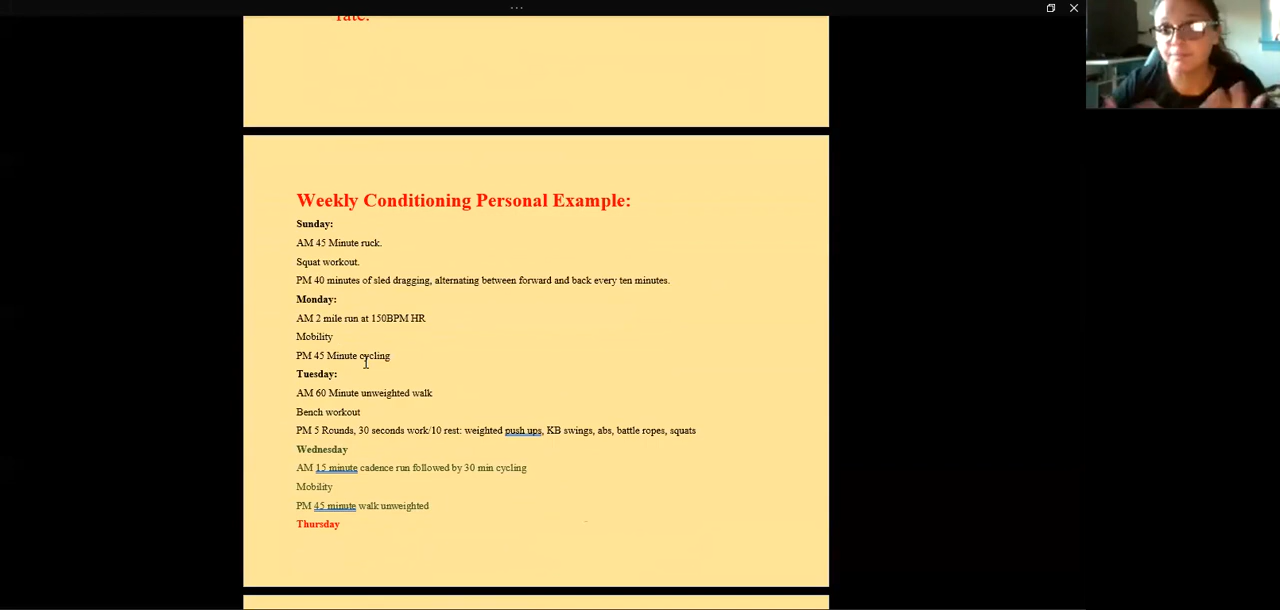 rate.
Weekly Conditioning Personal Example:
Sunday:
AM 45 Minute ruck.
Squat workout.
PM 40 minutes of sled dragging, alternating between forward and back every ten minutes.
Monday:
AM 2 mile run at 150BPM HR
Mobility
PM 45 Minute cycling
Tuesday:
AM 60 Minute unweighted walk
Bench workout
PM 5 Rounds, 30 seconds work/10 rest: weighted push ups, KB swings, abs, battle ropes, squats
Wednesday
AM 15 minute cadence run followed by 30 min cycling
Mobility
PM 45 minute walk unweighted
Thursday